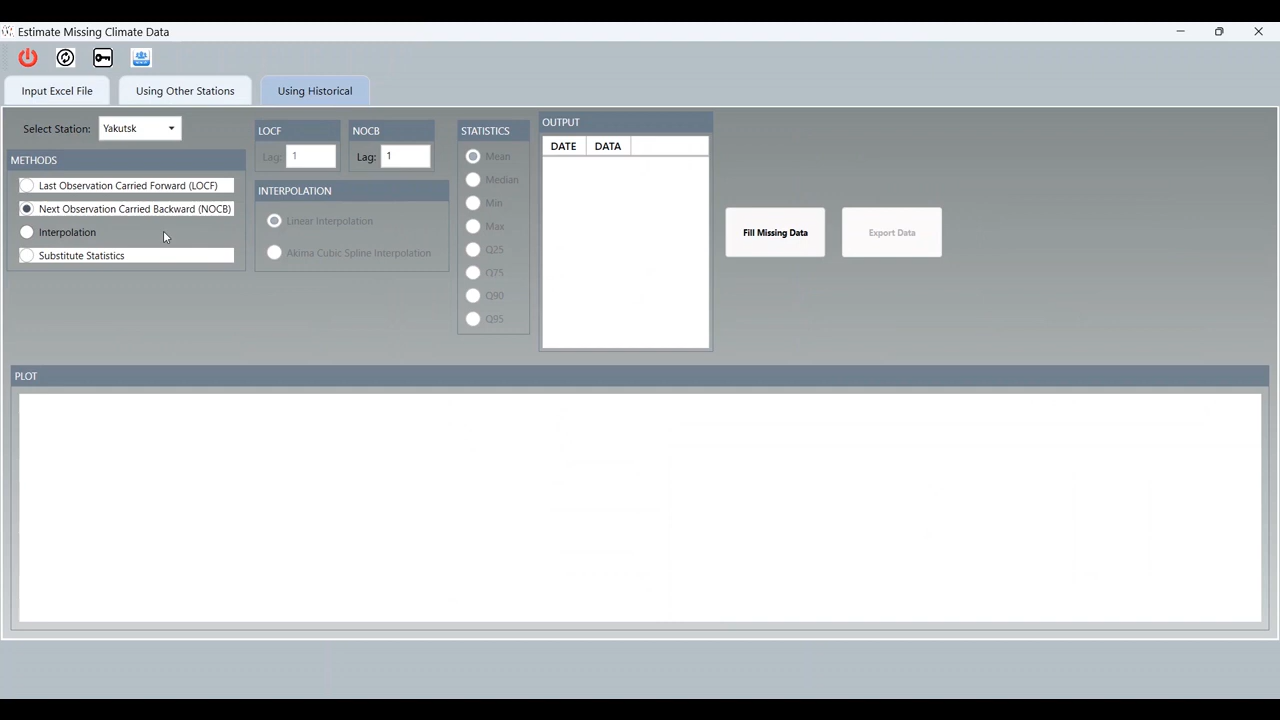 Estimate Missing Climate Data
Input Excel File
Using Other Stations
Using Historical
Select Station: Yakutsk
METHODS
Last Observation Carried Forward (LOCF)
Next Observation Carried Backward (NOCB)
Interpolation
Substitute Statistics
LOCF
Lag: 1
NOCB
Lag: 1
INTERPOLATION
Linear Interpolation
Akima Cubic Spline Interpolation
STATISTICS
Mean
Median
Min
Max
Q25
Q75
Q90
Q95
OUTPUT
DATE DATA
Fill Missing Data
Export Data
PLOT